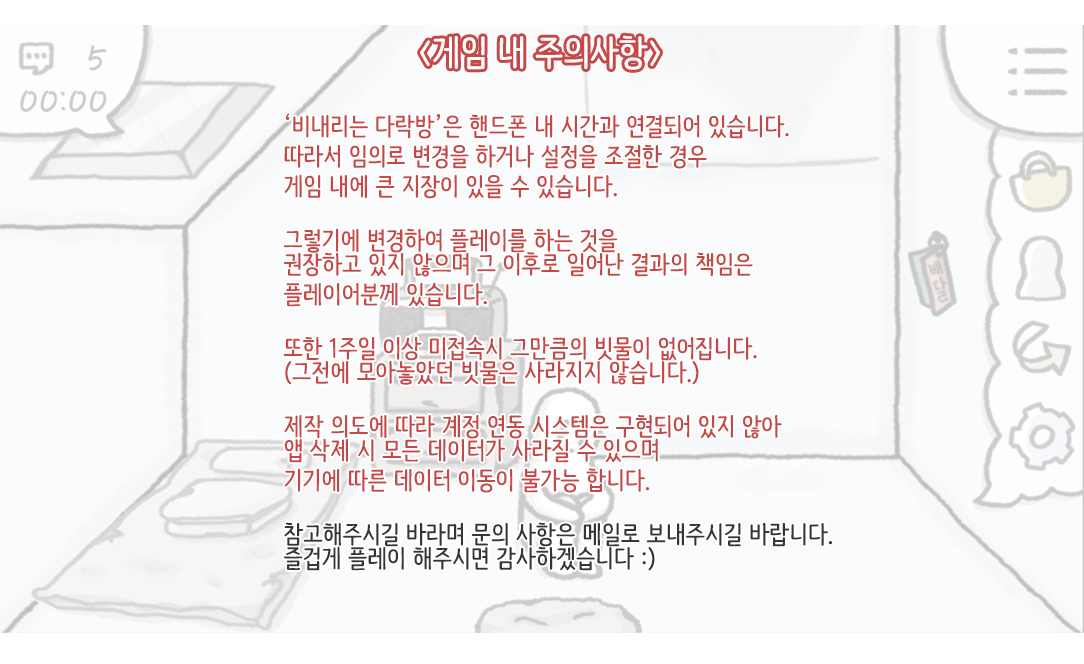 5
00:00
<게임 내 주의사항>
‘비내리는 다락방’은 핸드폰 내 시간과 연결되어 있습니다.
따라서 임의로 변경을 하거나 설정을 조절한 경우
게임 내에 큰 지장이 있을 수 있습니다.
그렇기에 변경하여 플레이를 하는 것을
권장하고 있지 않으며 그 이후로 일어난 결과의 책임은
플레이어분께 있습니다.
또한 1주일 이상 미접속시 그만큼의 빗물이 없어집니다.
(그전에 모아놓았던 빗물은 사라지지 않습니다.)
제작 의도에 따라 계정 연동 시스템은 구현되어 있지 않아
앱 삭제 시 모든 데이터가 사라질 수 있으며
기기에 따른 데이터 이동이 불가능 합니다.
참고해주시길 바라며 문의 사항은 메일로 보내주시길 바랍니다.
즐겁게 플레이 해주시면 감사하겠습니다 :)
배달